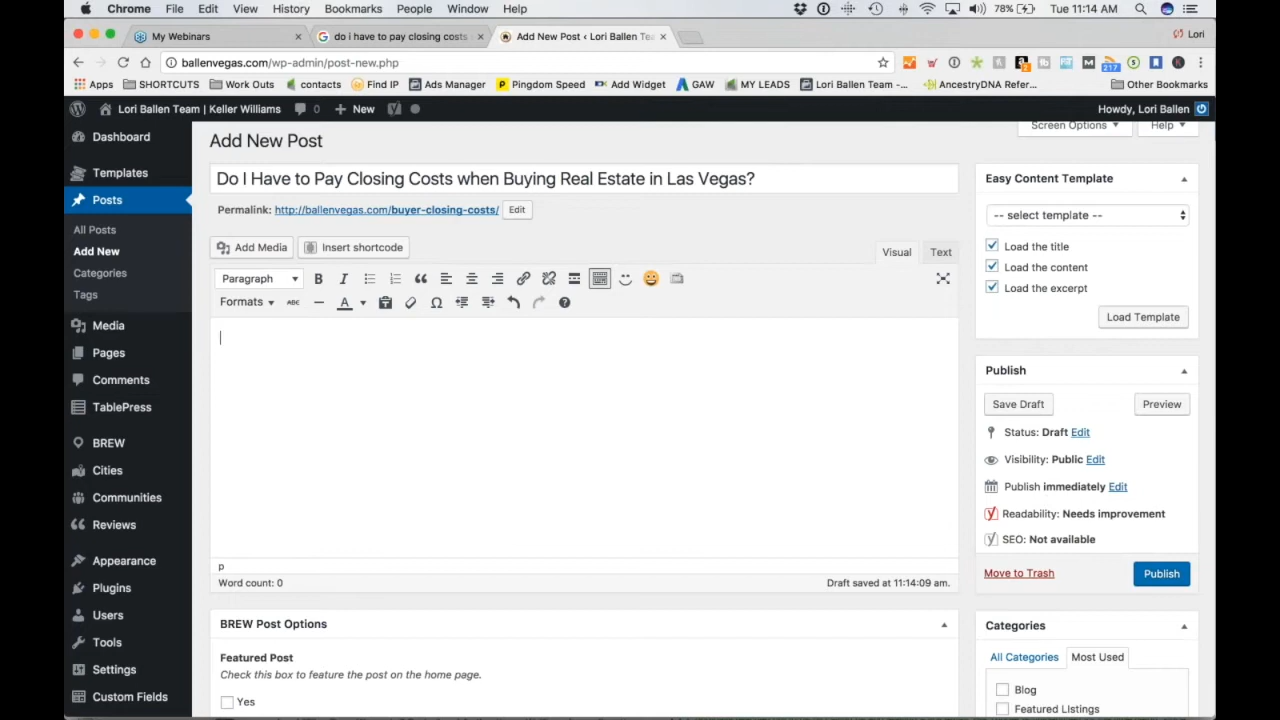 Chrome File Edit View History Bookmarks People Window Help 78% Tue 11:14 AM
My Webinars do i have to pay closing costs Add New Post ‹ Lori Ballen Tea Lori
ballenvegas.com/wp-admin/post-new.php
Apps SHORTCUTS Work Outs contacts Find IP Ads Manager Pingdom Speed Add Widget GAW MY LEADS Lori Ballen Team -... AncestryDNA Refer... Other Bookmarks
Lori Ballen Team | Keller Williams 0 New Howdy, Lori Ballen
Dashboard
Templates
Posts
All Posts
Add New
Categories
Tags
Media
Pages
Comments
TablePress
BREW
Cities
Communities
Reviews
Appearance
Plugins
Users
Tools
Settings
Custom Fields
Add New Post
Screen Options Help
Do I Have to Pay Closing Costs when Buying Real Estate in Las Vegas?
Permalink: http://ballenvegas.com/buyer-closing-costs/ Edit
Add Media Insert shortcode
Visual Text
Paragraph B I
Formats ABC A
p
Word count: 0 Draft saved at 11:14:09 am.
BREW Post Options
Featured Post
Check this box to feature the post on the home page.
Yes
Easy Content Template
-- select template --
Load the title
Load the content
Load the excerpt
Load Template
Publish
Save Draft Preview
Status: Draft Edit
Visibility: Public Edit
Publish immediately Edit
Readability: Needs improvement
SEO: Not available
Move to Trash Publish
Categories
All Categories Most Used
Blog
Featured Listings